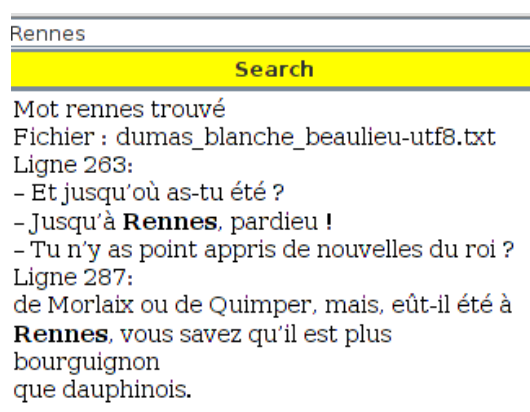 Rennes
Search
Mot rennes trouvé
Fichier : dumas_blanche_beaulieu-utf8.txt
Ligne 263:
– Et jusqu’où as-tu été ?
– Jusqu’à Rennes, pardieu !
– Tu n’y as point appris de nouvelles du roi ?
Ligne 287:
de Morlaix ou de Quimper, mais, eût-il été à
Rennes, vous savez qu’il est plus
bourguignon
que dauphinois.